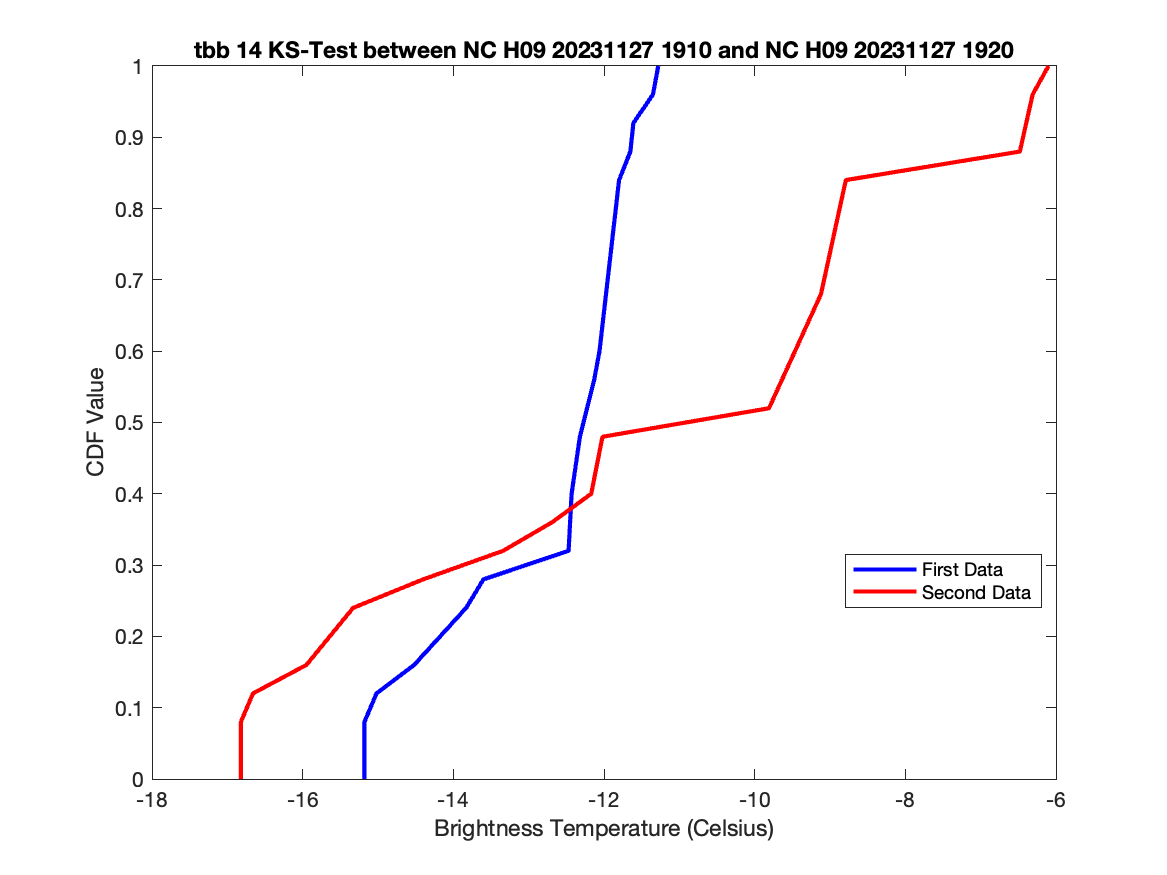 tbb 14 KS-Test between NC H09 20231127 1910 and NC H09 20231127 1920
1
0.9
0.8
0.7
0.6
0.5
0.4
0.3
0.2
0.1
0
CDF Value
First Data
Second Data
-18 -16 -14 -12 -10 -8 -6
Brightness Temperature (Celsius)